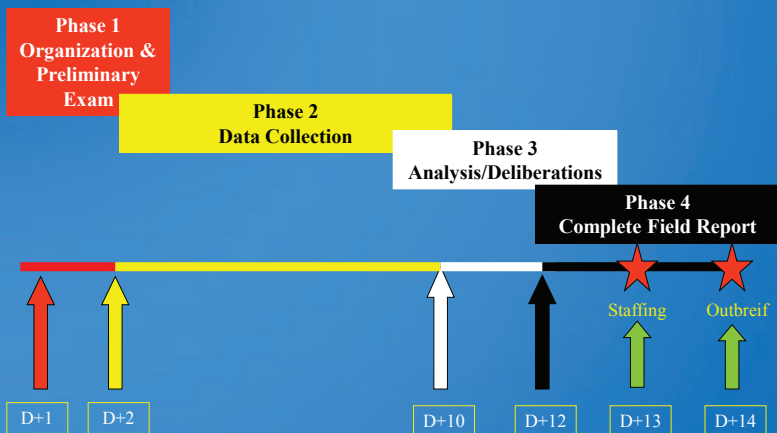 Phase 1
Organization &
Preliminary
Exam
Phase 2
Data Collection
Phase 3
Analysis/Deliberations
Phase 4
Complete Field Report
Staffing
Outbreif
D+1
D+2
D+10
D+12
D+13
D+14